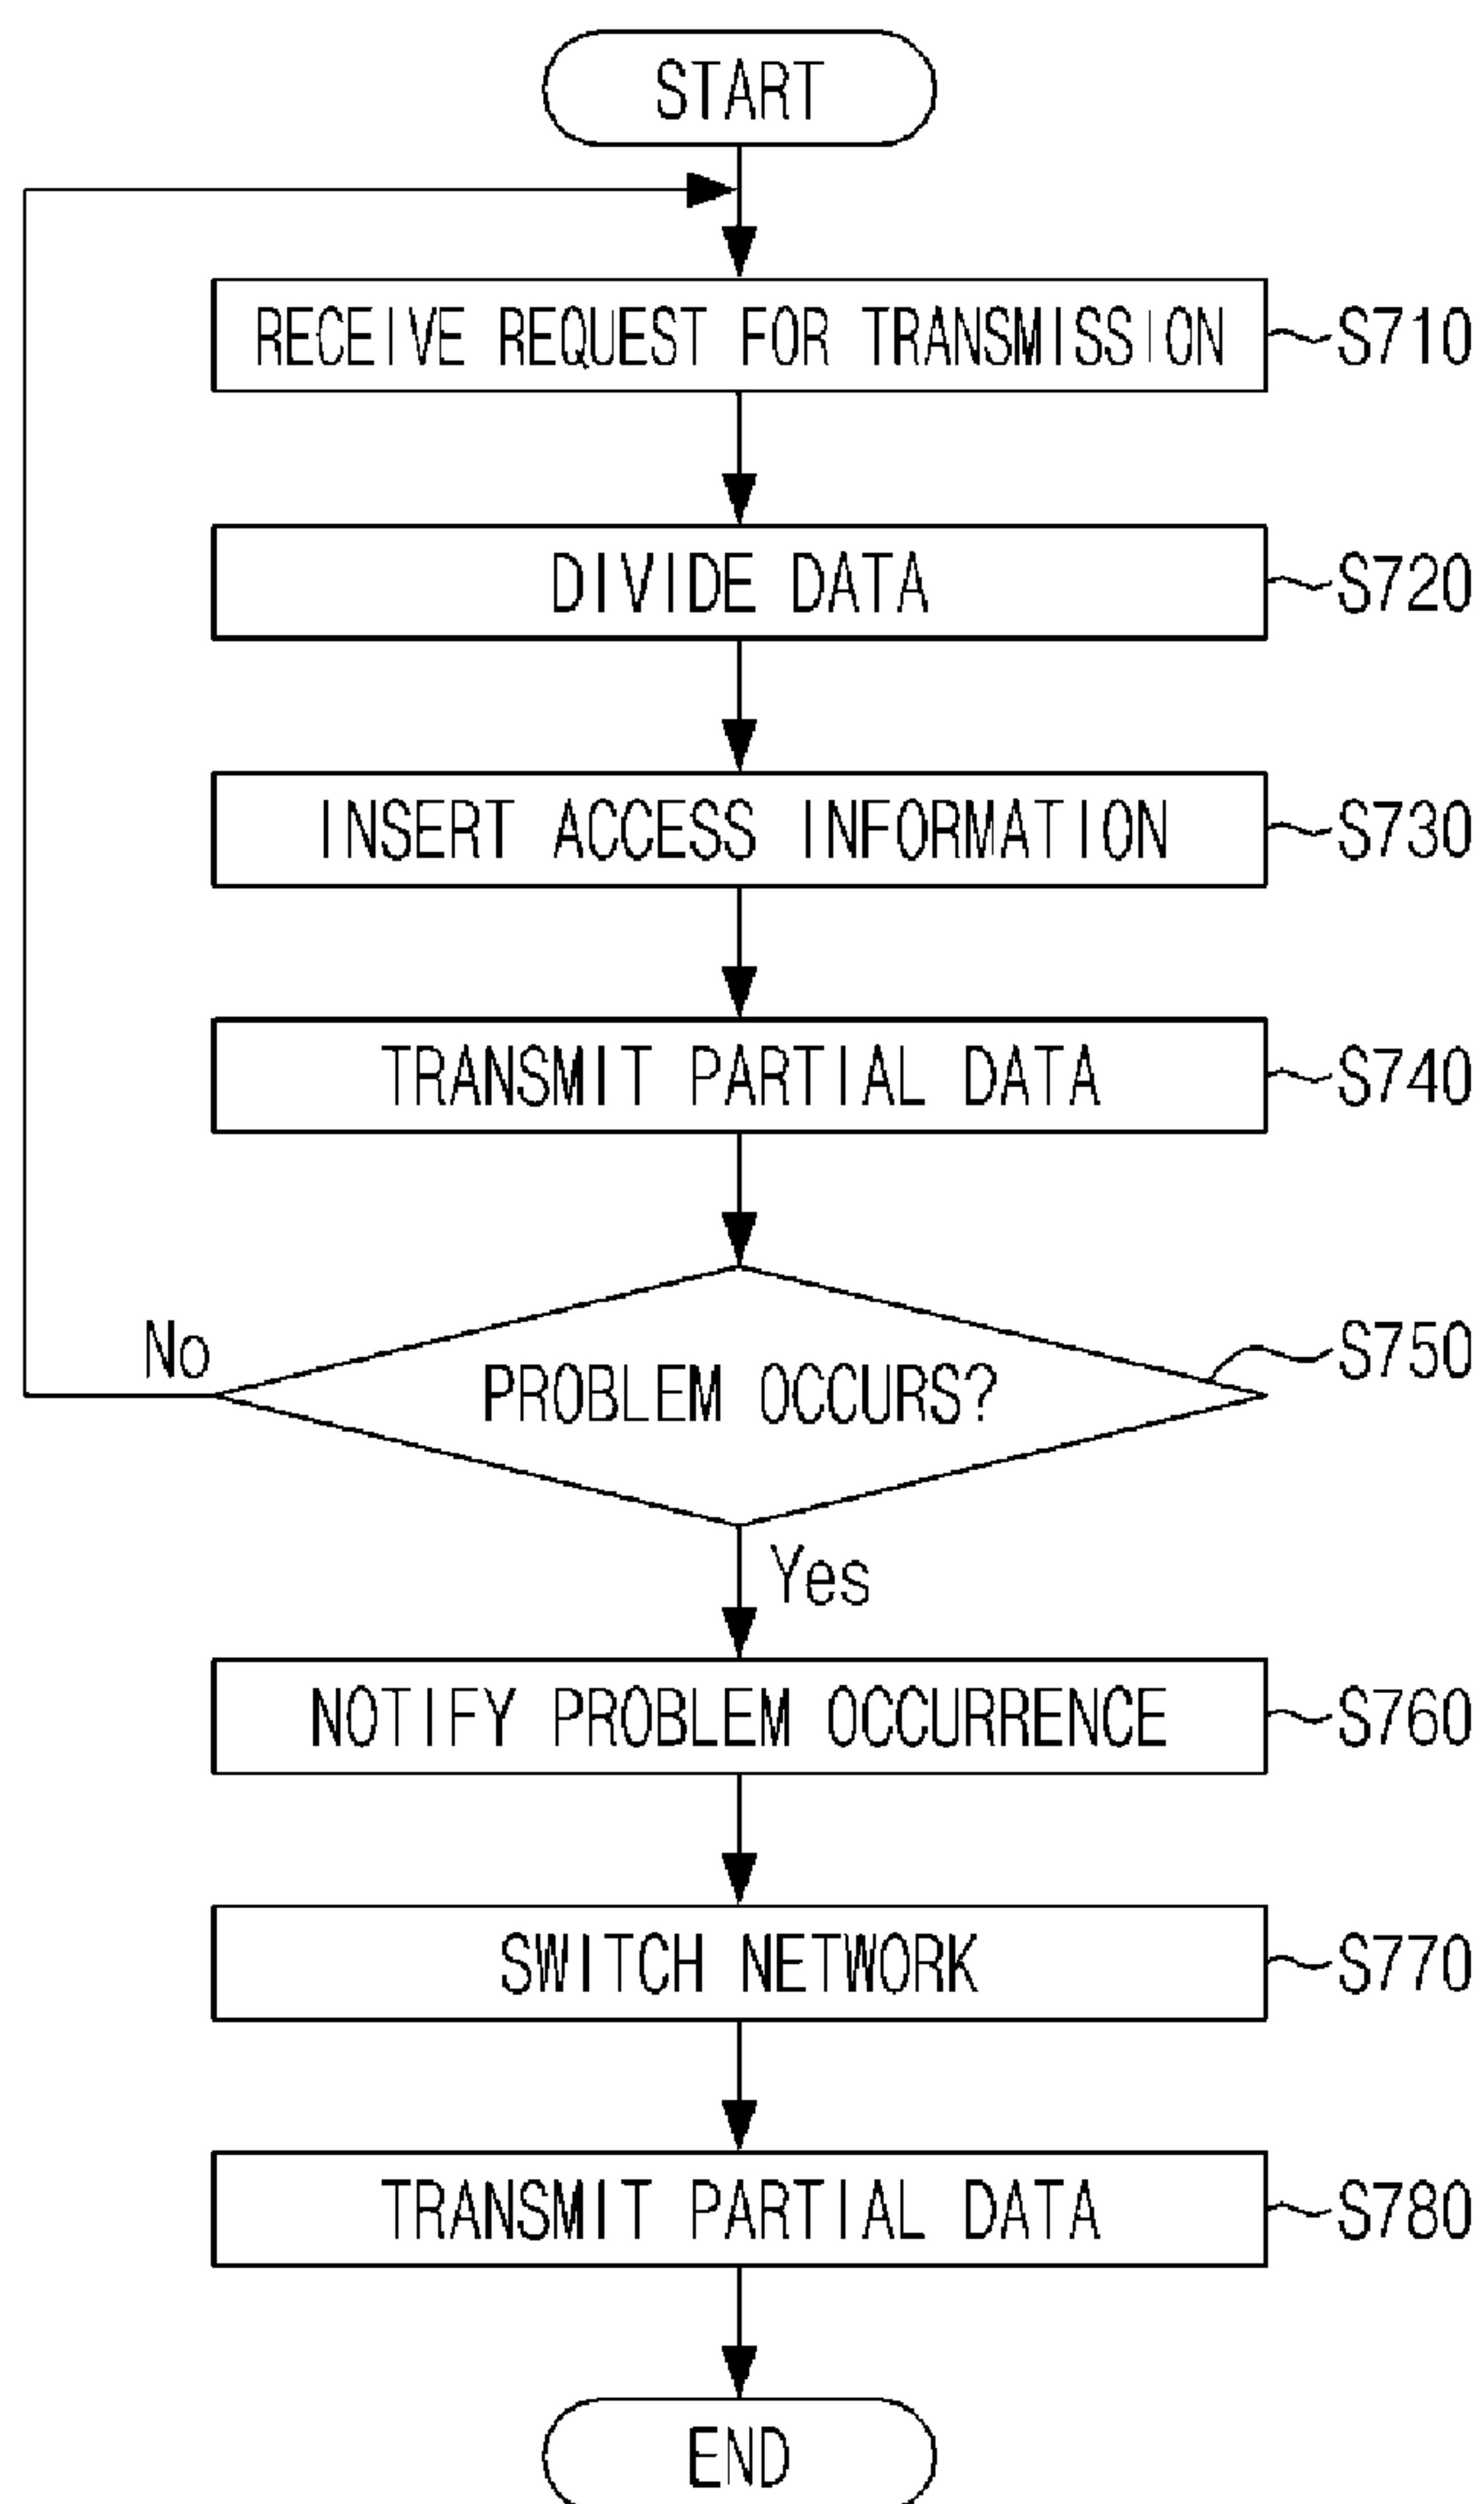 START
RECEIVE REQUEST FOR TRANSMISSION
S710
DIVIDE DATA
S720
INSERT ACCESS INFORMATION
S730
TRANSMIT PARTIAL DATA
S740
No
PROBLEM OCCURS?
S750
Yes
NOTIFY PROBLEM OCCURRENCE
S760
SWITCH NETWORK
S770
TRANSMIT PARTIAL DATA
S780
END